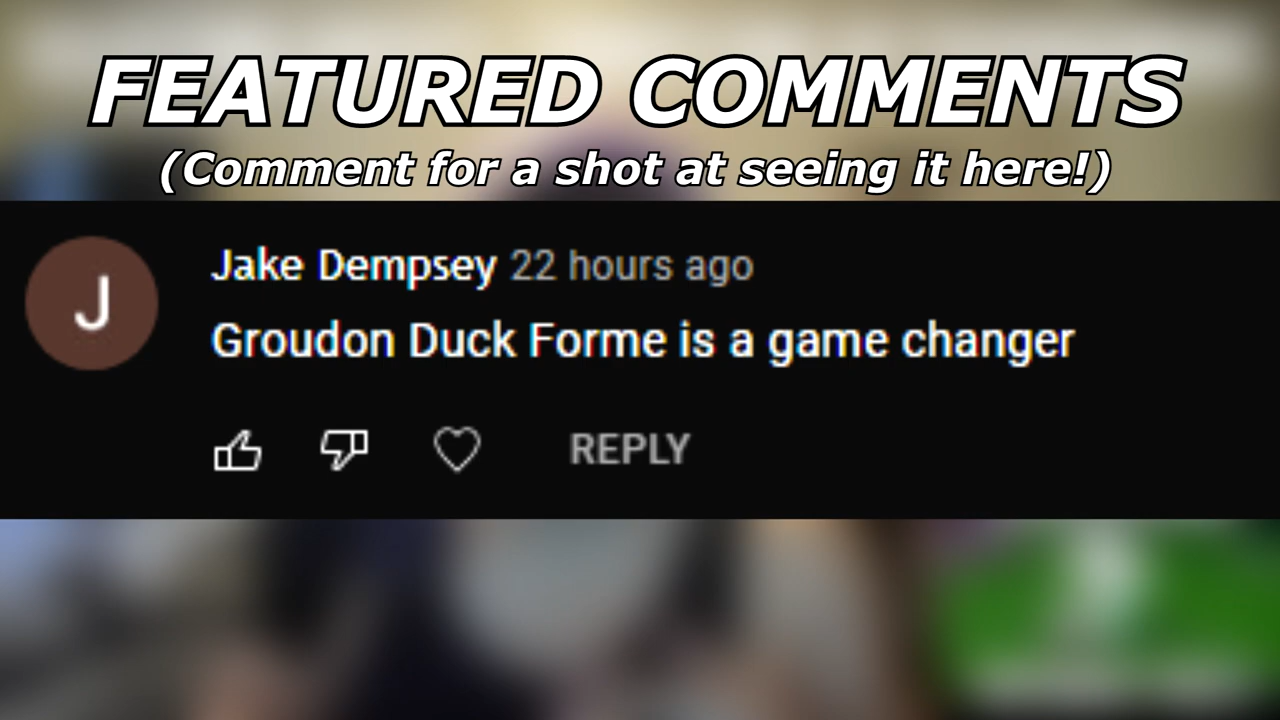 FEATURED COMMENTS
(Comment for a shot at seeing it here!)
J
Jake Dempsey 22 hours ago
Groudon Duck Forme is a game changer
REPLY